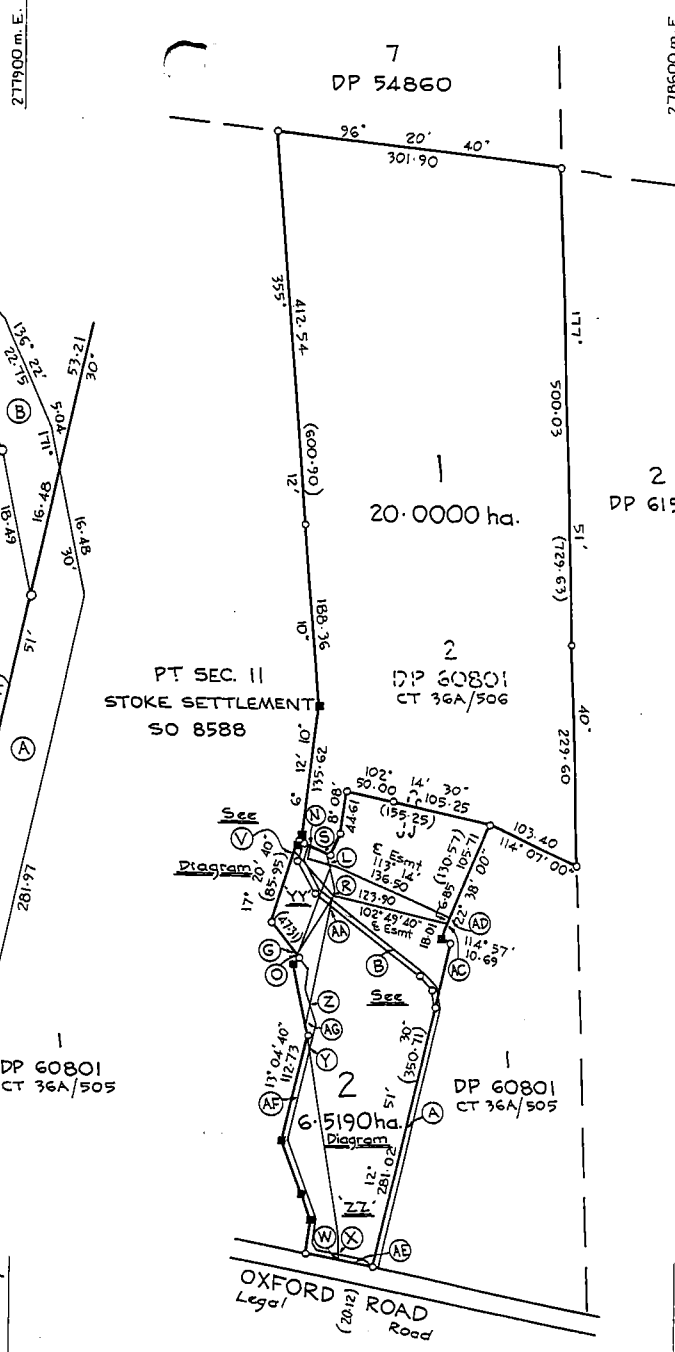 277900 m. E.
278600 m. E.
7
DP 54860
96° 20' 40"
301.90
355° 12' 10"
412.54
(600.90)
188.36
177° 51' 40"
500.03
(729.63)
229.60
1
20.0000 ha.
2
DP 615
2
DP 60801
CT 36A/506
PT SEC. 11
STOKE SETTLEMENT
SO 8588
136° 22'
22.75
53.21
30°
B
5.04
171°
16.48
16.48
30'
18.49
51'
A
281.97
6° 12' 10"
135.62
102° 14' 30"
50.00
105.25
(155.25)
JJ
103.40
114° 07' 00"
8° 08'
44.61
N
S
L
See
V
Diagram
'YY'
17° 20' 40"
(85.95)
(47.31)
℄ Esmt
113° 14'
136.50
(130.57)
105.71
6.85
22° 38' 00"
R
123.90
102° 49' 40"
℄ Esmt
18.01
AD
114° 57'
10.69
AC
AA
B
G
O
See
Z
AG
Y
13° 04' 40"
112.73
AF
2
6.5190 ha.
Diagram
'ZZ'
12° 51' 30"
(350.71)
281.02
A
1
DP 60801
CT 36A/505
1
DP 60801
CT 36A/505
W
X
AE
OXFORD ROAD
Legal (20.12) Road